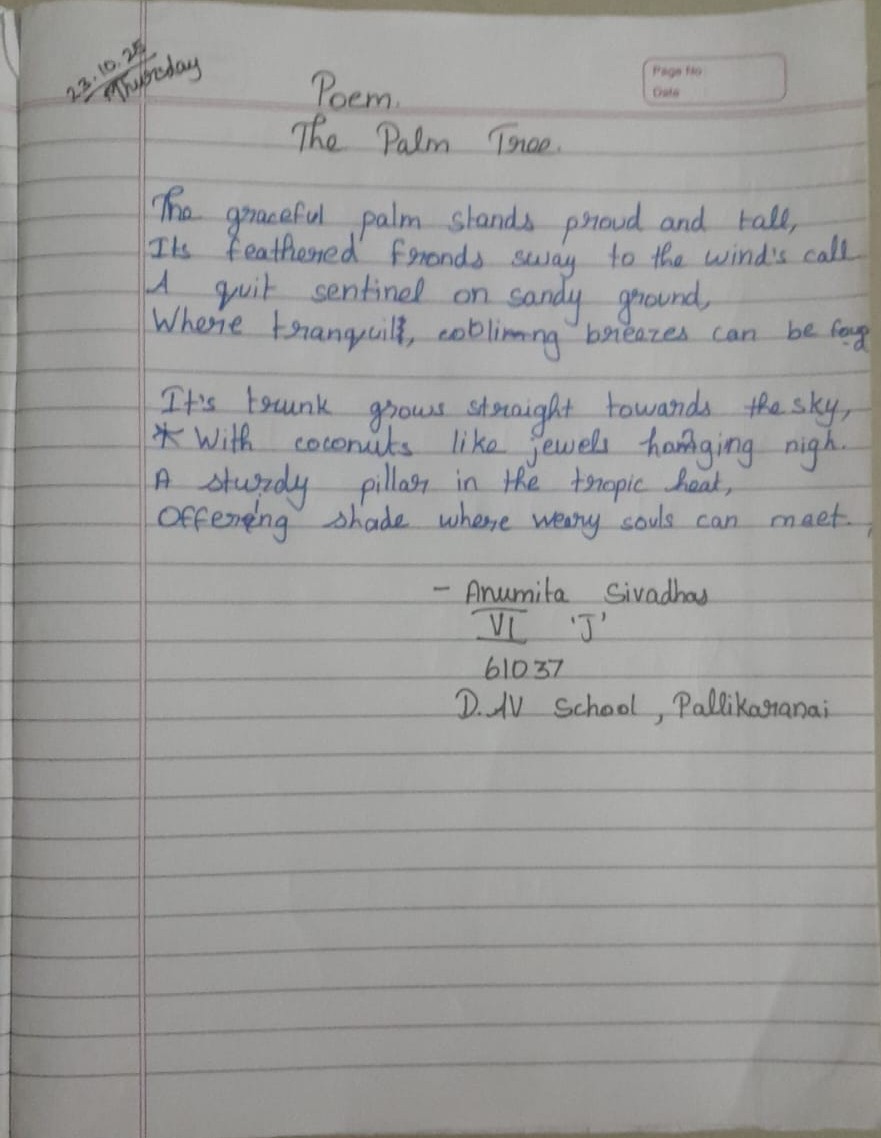 23.10.25
Thursday
Page No
Date
Poem.
The Palm Tree.
The graceful palm stands proud and tall,
Its feathered fronds sway to the wind's call
A quit sentinel on sandy ground,
Where tranquil, breezes can be
It's trunk grows straight towards the sky,
* With coconuts like jewels hanging nigh.
A sturdy pillar in the tropic heat,
Offering shade where weary souls can meet.
- Anumita Sivadhas
VI 'J'
61037
D.AV School, Pallikaranai